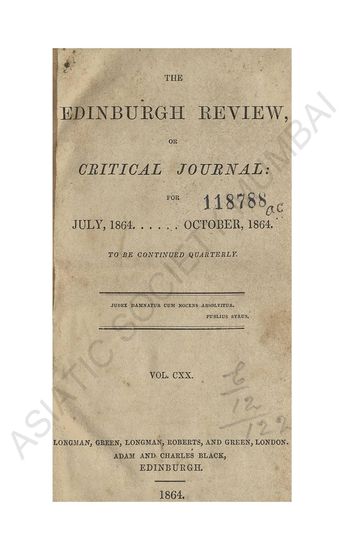 THE
EDINBURGH REVIEW,
OR
CRITICAL JOURNAL:
FOR
118788
ac
JULY, 1864 . . . . . . OCTOBER, 1864.
TO BE CONTINUED QUARTERLY.
JUDEX DAMNATUR CUM NOCENS ABSOLVITUR.
PUBLIUS SYRUS.
VOL. CXX.
12
122
LONGMAN, GREEN, LONGMAN, ROBERTS, AND GREEN, LONDON.
ADAM AND CHARLES BLACK,
EDINBURGH.
1864.
ASIATIC SOCIETY MUMBAI